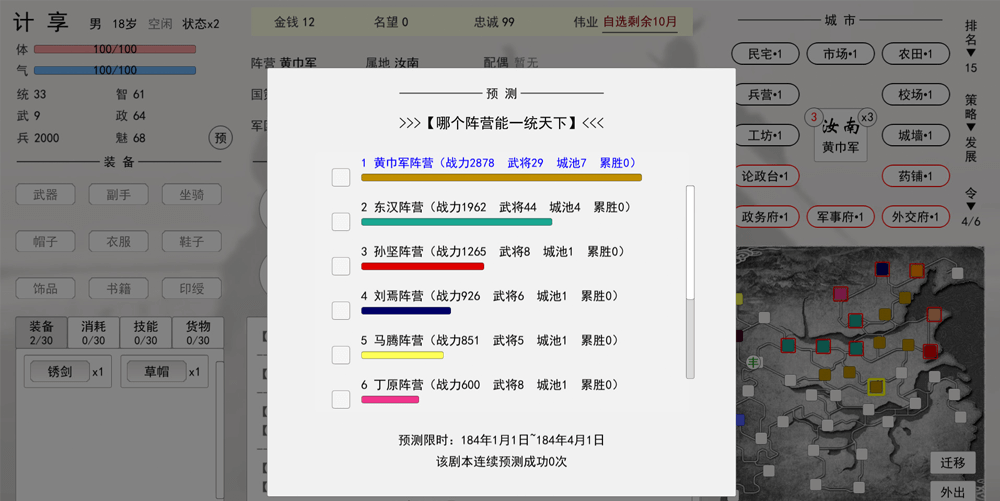 计 享 男 18岁 空闲 状态x2
体 100/100
气 100/100
统 33 智 61
武 9 政 64
兵 2000 魅 68 预
装 备
武器 副手 坐骑
帽子 衣服 鞋子
饰品 书籍 印绶
装备 2/30 消耗 0/30 技能 0/30 货物 0/30
锈剑 x1 草帽 x1
金钱 12 名望 0 忠诚 99 伟业 自选剩余10月
阵营 黄巾军 属地 汝南 配偶 暂无
预 测
>>>【哪个阵营能一统天下】<<<
1 黄巾军阵营（战力2878 武将29 城池7 累胜0）
2 东汉阵营（战力1962 武将44 城池4 累胜0）
3 孙坚阵营（战力1265 武将8 城池1 累胜0）
4 刘焉阵营（战力926 武将6 城池1 累胜0）
5 马腾阵营（战力851 武将5 城池1 累胜0）
6 丁原阵营（战力600 武将8 城池1 累胜0）
预测限时：184年1月1日~184年4月1日
该剧本连续预测成功0次
城 市
民宅•1 市场•1 农田•1
兵营•1 校场•1
3 汝南 x3
黄巾军
工坊•1 城墙•1
论政台•1 药铺•1
政务府•1 军事府•1 外交府•1
排名▼15
策略▼发展
令▼4/6
迁移
外出